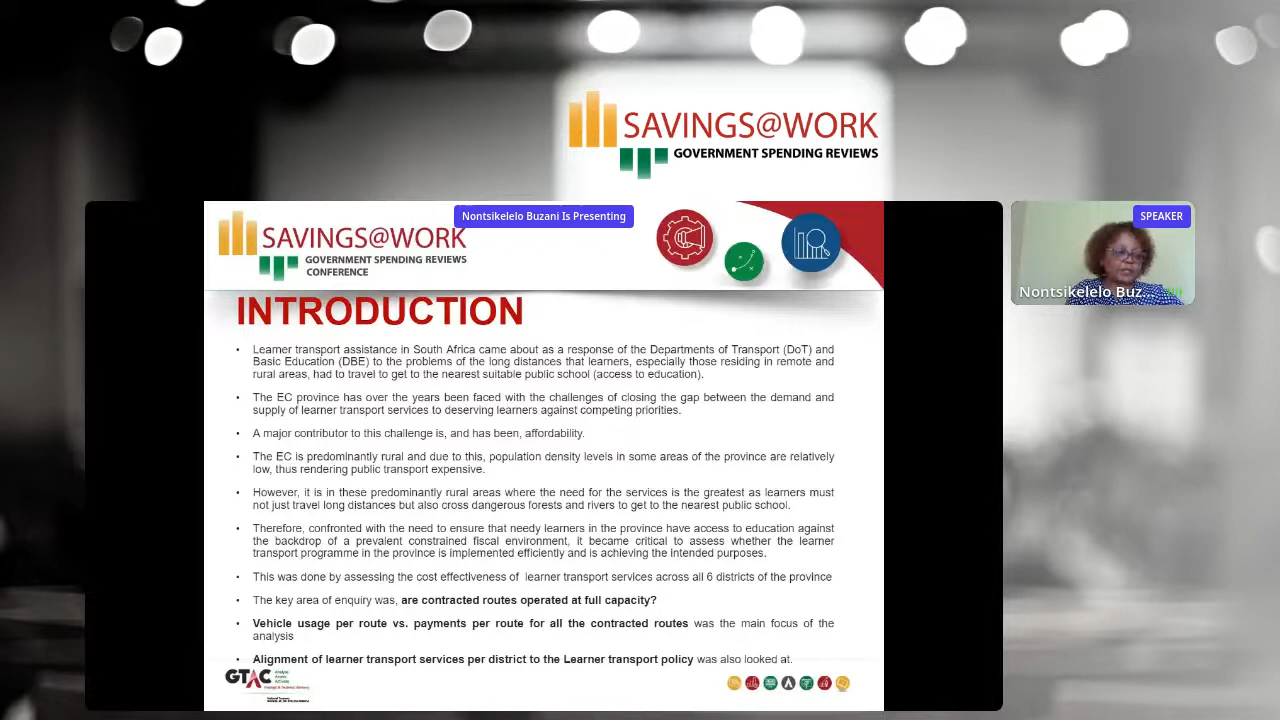 SAVINGS@WORK
GOVERNMENT SPENDING REVIEWS
Nontsikelelo Buzani Is Presenting
SPEAKER
SAVINGS@WORK
GOVERNMENT SPENDING REVIEWS
CONFERENCE
Nontsikelelo Buz...
INTRODUCTION
• Learner transport assistance in South Africa came about as a response of the Departments of Transport (DoT) and
Basic Education (DBE) to the problems of the long distances that learners, especially those residing in remote and
rural areas, had to travel to get to the nearest suitable public school (access to education).
• The EC province has over the years been faced with the challenges of closing the gap between the demand and
supply of learner transport services to deserving learners against competing priorities.
• A major contributor to this challenge is, and has been, affordability.
• The EC is predominantly rural and due to this, population density levels in some areas of the province are relatively
low, thus rendering public transport expensive.
• However, it is in these predominantly rural areas where the need for the services is the greatest as learners must
not just travel long distances but also cross dangerous forests and rivers to get to the nearest public school.
• Therefore, confronted with the need to ensure that needy learners in the province have access to education against
the backdrop of a prevalent constrained fiscal environment, it became critical to assess whether the learner
transport programme in the province is implemented efficiently and is achieving the intended purposes.
• This was done by assessing the cost effectiveness of learner transport services across all 6 districts of the province
• The key area of enquiry was, are contracted routes operated at full capacity?
• Vehicle usage per route vs. payments per route for all the contracted routes was the main focus of the
analysis
• Alignment of learner transport services per district to the Learner transport policy was also looked at.
GTAC